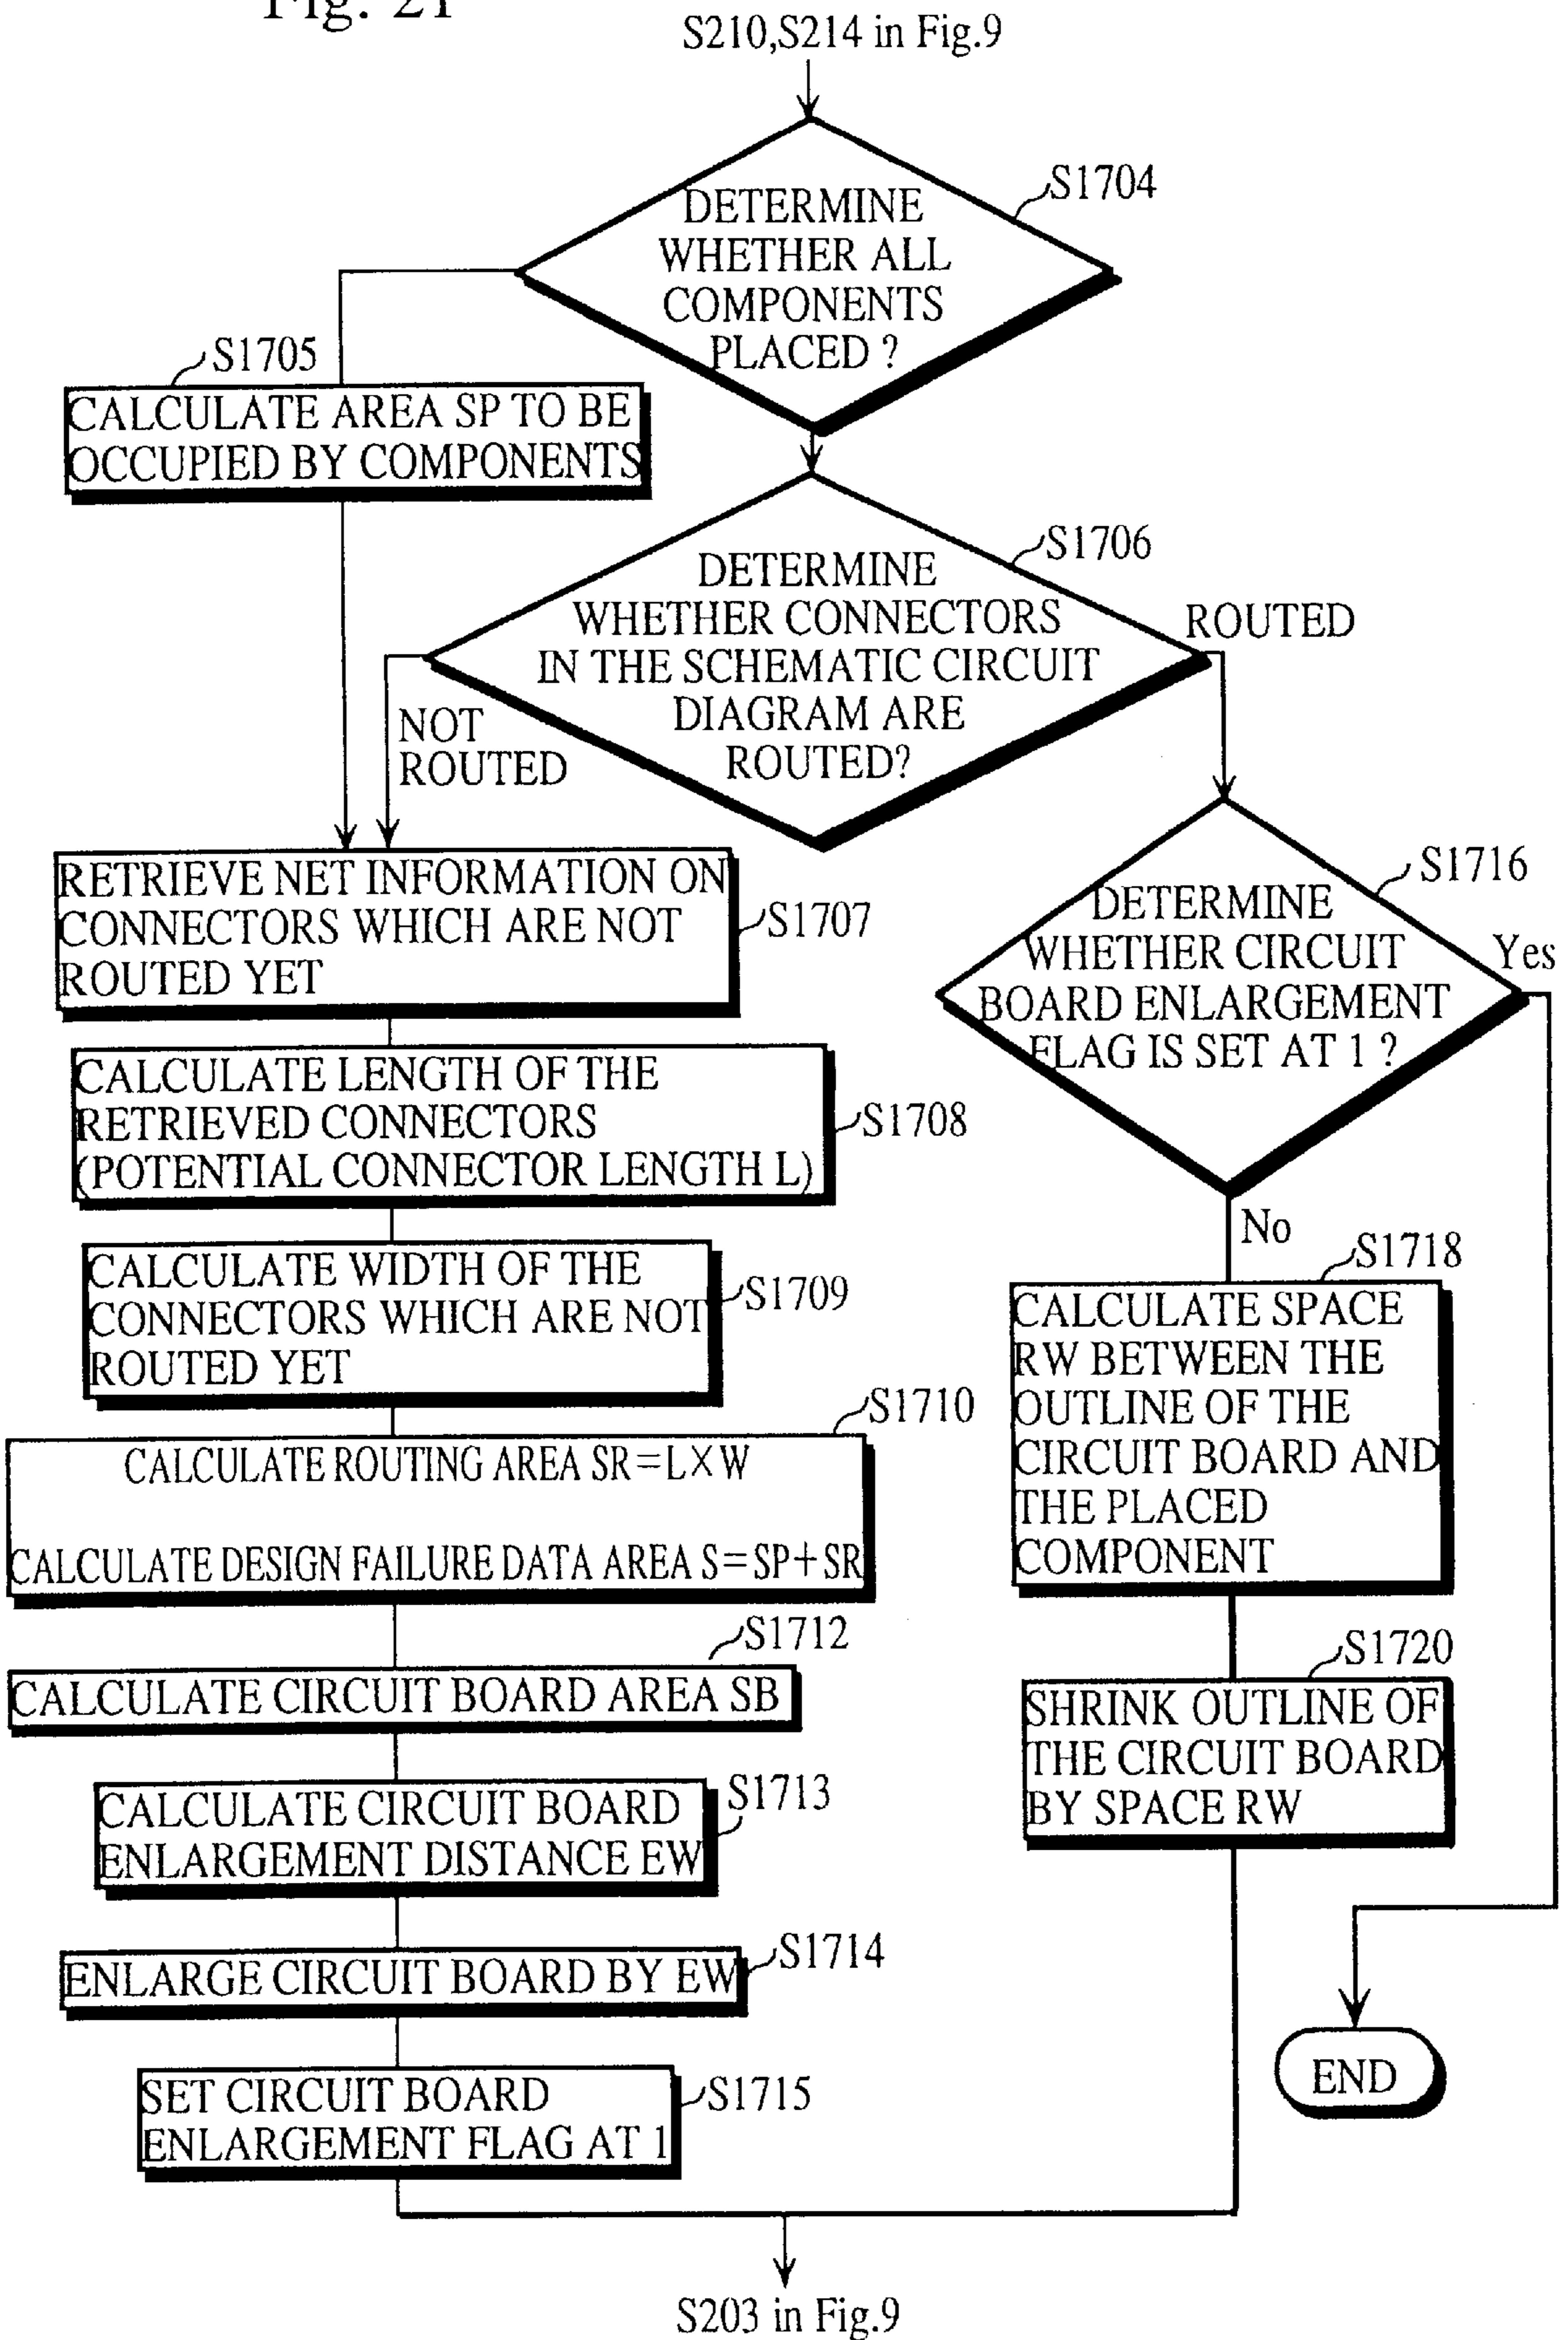 Fig. 21
S210,S214 in Fig.9
S1704
DETERMINE
WHETHER ALL
COMPONENTS
PLACED ?
S1705
CALCULATE AREA SP TO BE
OCCUPIED BY COMPONENTS
S1706
DETERMINE
WHETHER CONNECTORS
IN THE SCHEMATIC CIRCUIT
DIAGRAM ARE
ROUTED?
ROUTED
NOT
ROUTED
RETRIEVE NET INFORMATION ON
CONNECTORS WHICH ARE NOT
ROUTED YET
S1707
CALCULATE LENGTH OF THE
RETRIEVED CONNECTORS
(POTENTIAL CONNECTOR LENGTH L)
S1708
CALCULATE WIDTH OF THE
CONNECTORS WHICH ARE NOT
ROUTED YET
S1709
S1710
CALCULATE ROUTING AREA SR=L×W
CALCULATE DESIGN FAILURE DATA AREA S=SP+SR
S1712
CALCULATE CIRCUIT BOARD AREA SB
CALCULATE CIRCUIT BOARD
ENLARGEMENT DISTANCE EW
S1713
ENLARGE CIRCUIT BOARD BY EW
S1714
SET CIRCUIT BOARD
ENLARGEMENT FLAG AT 1
S1715
S1716
DETERMINE
WHETHER CIRCUIT
BOARD ENLARGEMENT
FLAG IS SET AT 1 ?
Yes
No
S1718
CALCULATE SPACE
RW BETWEEN THE
OUTLINE OF THE
CIRCUIT BOARD AND
THE PLACED
COMPONENT
S1720
SHRINK OUTLINE OF
THE CIRCUIT BOARD
BY SPACE RW
END
S203 in Fig.9